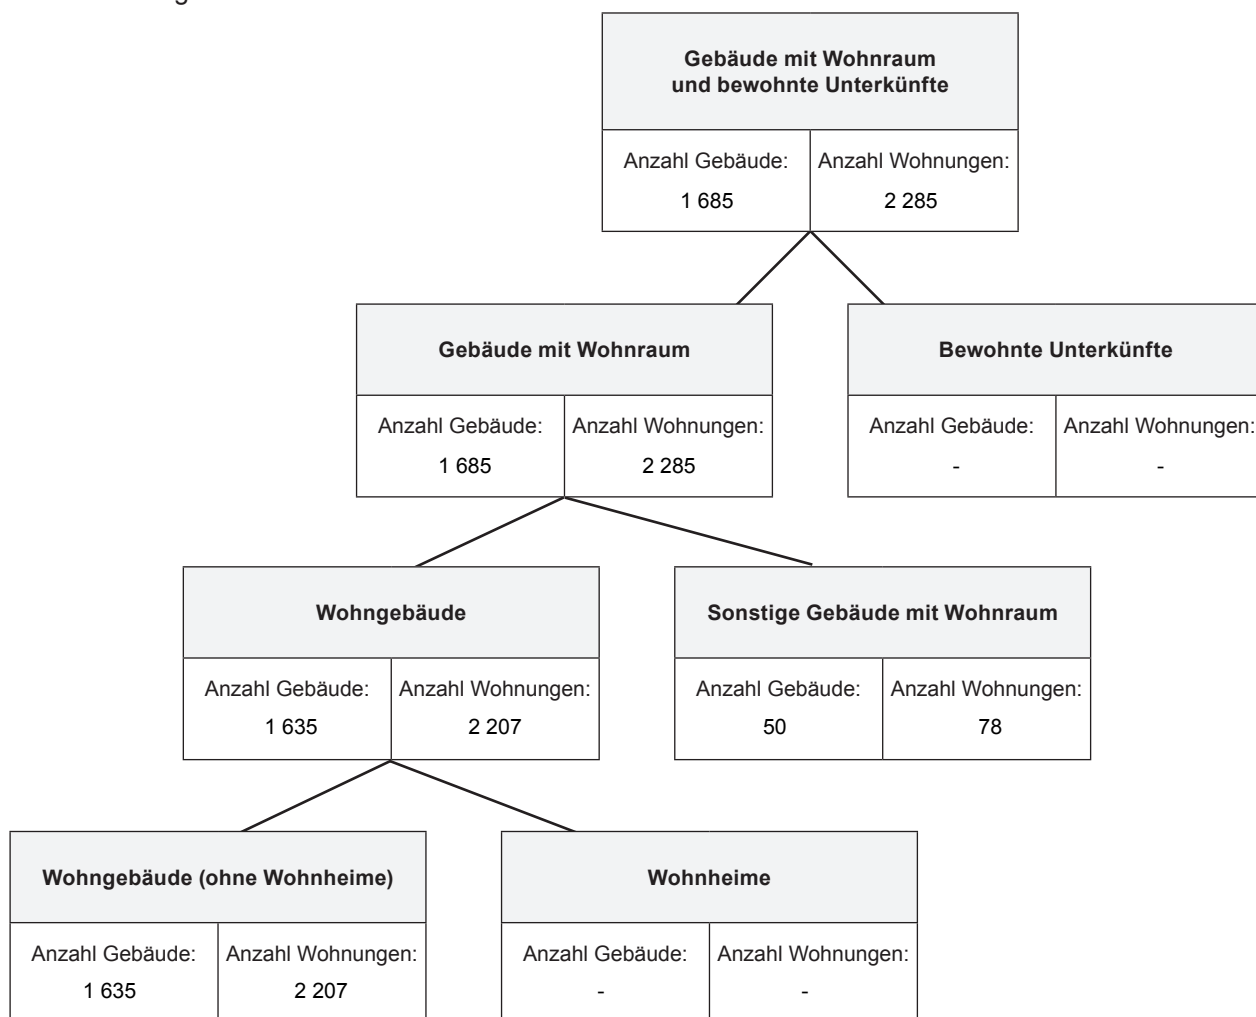 Gebäude mit Wohnraum
und bewohnte Unterkünfte
Anzahl Gebäude: Anzahl Wohnungen:
1 685 2 285
Gebäude mit Wohnraum
Anzahl Gebäude: Anzahl Wohnungen:
1 685 2 285
Bewohnte Unterkünfte
Anzahl Gebäude: Anzahl Wohnungen:
- -
Wohngebäude
Anzahl Gebäude: Anzahl Wohnungen:
1 635 2 207
Sonstige Gebäude mit Wohnraum
Anzahl Gebäude: Anzahl Wohnungen:
50 78
Wohngebäude (ohne Wohnheime)
Anzahl Gebäude: Anzahl Wohnungen:
1 635 2 207
Wohnheime
Anzahl Gebäude: Anzahl Wohnungen:
- -